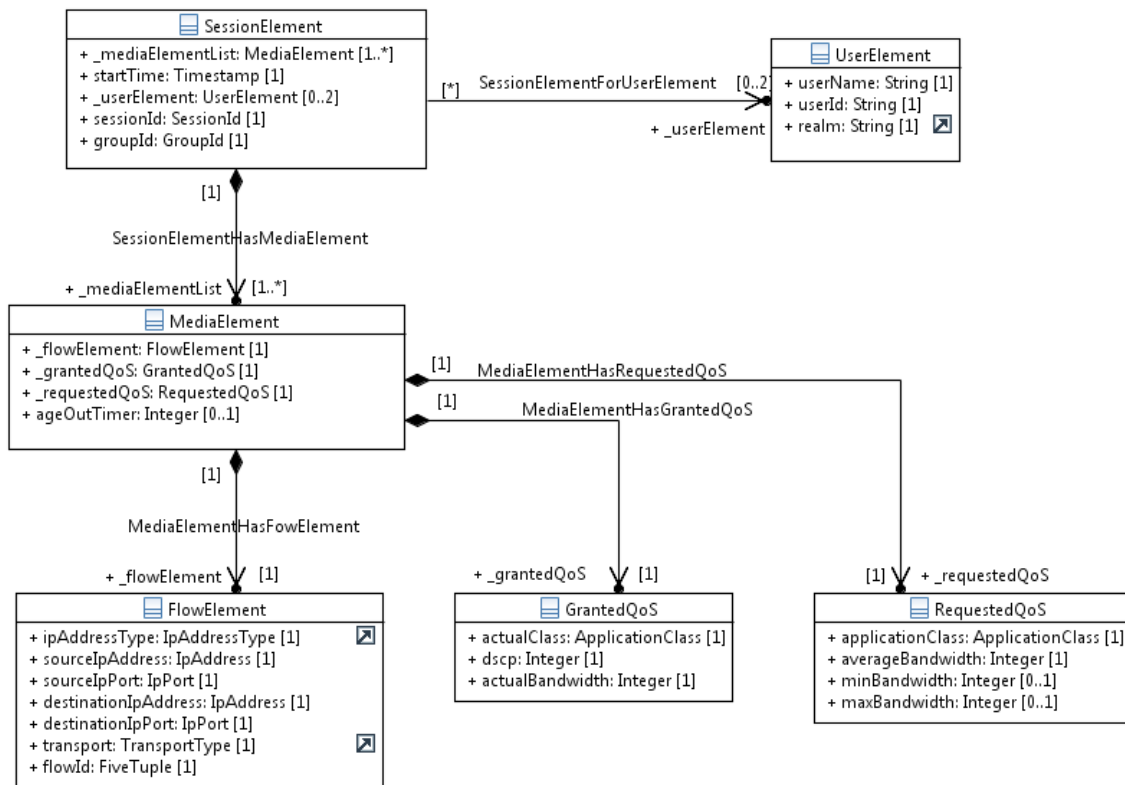 SessionElement
+ _mediaElementList: MediaElement [1..*]
+ startTime: Timestamp [1]
+ _userElement: UserElement [0..2]
+ sessionId: SessionId [1]
+ groupId: GroupId [1]
[*]
SessionElementForUserElement
[0..2]
+ _userElement
UserElement
+ userName: String [1]
+ userId: String [1]
+ realm: String [1]
[1]
SessionElementHasMediaElement
+ _mediaElementList
[1..*]
MediaElement
+ _flowElement: FlowElement [1]
+ _grantedQoS: GrantedQoS [1]
+ _requestedQoS: RequestedQoS [1]
+ ageOutTimer: Integer [0..1]
[1]
MediaElementHasRequestedQoS
[1]
MediaElementHasGrantedQoS
[1]
MediaElementHasFowElement
+ _flowElement
[1]
+ _grantedQoS
[1]
[1]
+ _requestedQoS
FlowElement
+ ipAddressType: IpAddressType [1]
+ sourceIpAddress: IpAddress [1]
+ sourceIpPort: IpPort [1]
+ destinationIpAddress: IpAddress [1]
+ destinationIpPort: IpPort [1]
+ transport: TransportType [1]
+ flowId: FiveTuple [1]
GrantedQoS
+ actualClass: ApplicationClass [1]
+ dscp: Integer [1]
+ actualBandwidth: Integer [1]
RequestedQoS
+ applicationClass: ApplicationClass [1]
+ averageBandwidth: Integer [1]
+ minBandwidth: Integer [0..1]
+ maxBandwidth: Integer [0..1]